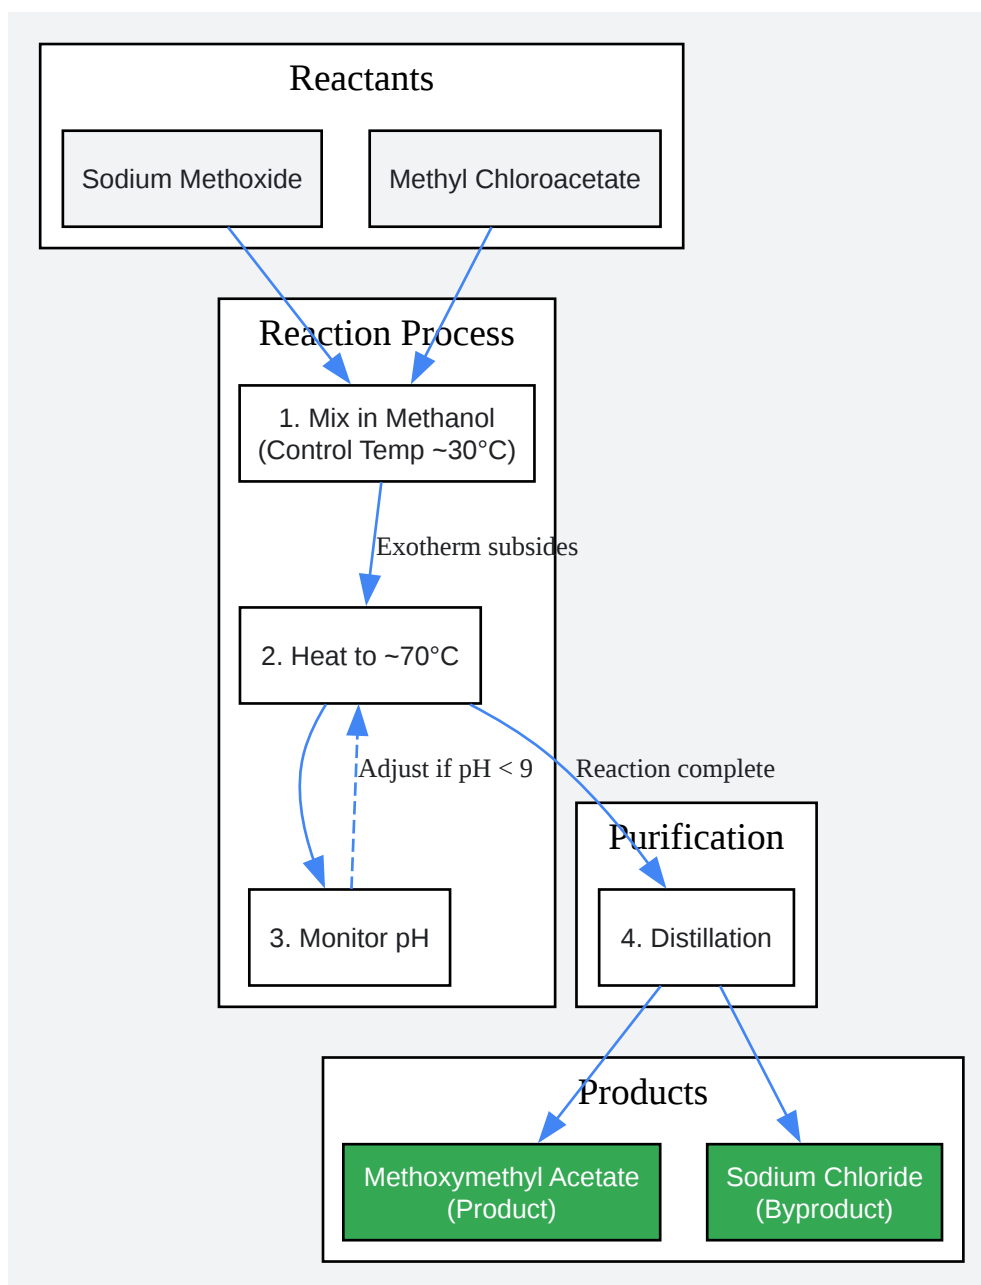 Reactants
Sodium Methoxide
Methyl Chloroacetate
Reaction Process
1. Mix in Methanol
(Control Temp ~30°C)
Exotherm subsides
2. Heat to ~70°C
Adjust if pH < 9
Reaction complete
Purification
3. Monitor pH
4. Distillation
Products
Methoxymethyl Acetate
(Product)
Sodium Chloride
(Byproduct)